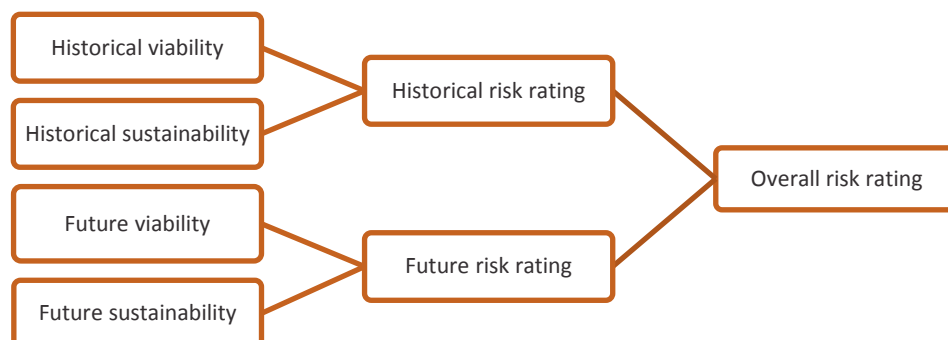 Historical viability
Historical sustainability
Future viability
Future sustainability
Historical risk rating
Future risk rating
Overall risk rating